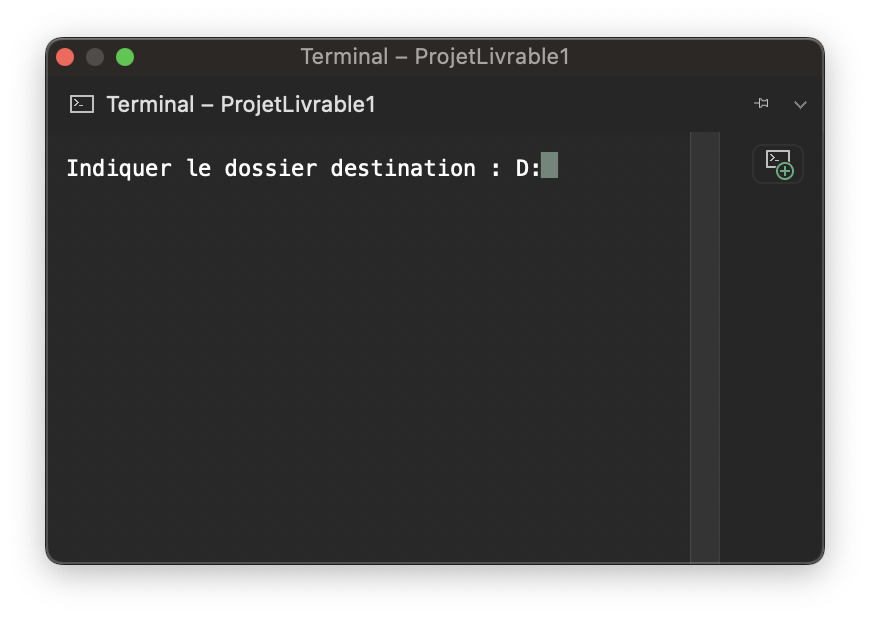 Terminal – ProjetLivrable1
Terminal – ProjetLivrable1
Indiquer le dossier destination : D: